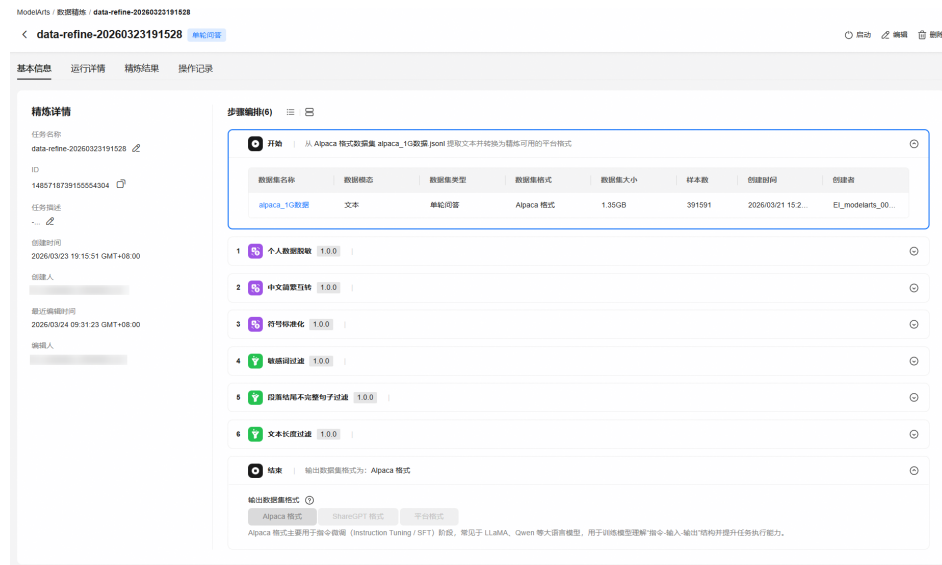 ModelArts / 数据精炼 / data-refine-20260323191528
data-refine-20260323191528 单轮问答
启动 编辑 删除
基本信息 运行详情 精炼结果 操作记录
精炼详情
任务名称
data-refine-20260323191528
ID
1485718739155554304
任务描述
-...
创建时间
2026/03/23 19:15:51 GMT+08:00
创建人
最近编辑时间
2026/03/24 09:31:23 GMT+08:00
编辑人
步骤编排(6)
开始 从 Alpaca 格式数据集 alpaca_1G数据.jsonl 提取文本并转换为精炼可用的平台格式
数据集名称 数据模态 数据集类型 数据集格式 数据集大小 样本数 创建时间 创建者
alpaca_1G数据 文本 单轮问答 Alpaca 格式 1.35GB 391591 2026/03/21 15:2... EI_modelarts_00...
1 个人数据脱敏 1.0.0
2 中文简繁互转 1.0.0
3 符号标准化 1.0.0
4 敏感词过滤 1.0.0
5 段落结尾不完整句子过滤 1.0.0
6 文本长度过滤 1.0.0
结束 输出数据集格式为：Alpaca 格式
输出数据集格式
Alpaca 格式 ShareGPT 格式 平台格式
Alpaca 格式主要用于指令微调（Instruction Tuning / SFT）阶段，常见于 LLaMA、Qwen 等大语言模型，用于训练模型理解“指令-输入-输出”结构并提升任务执行能力。